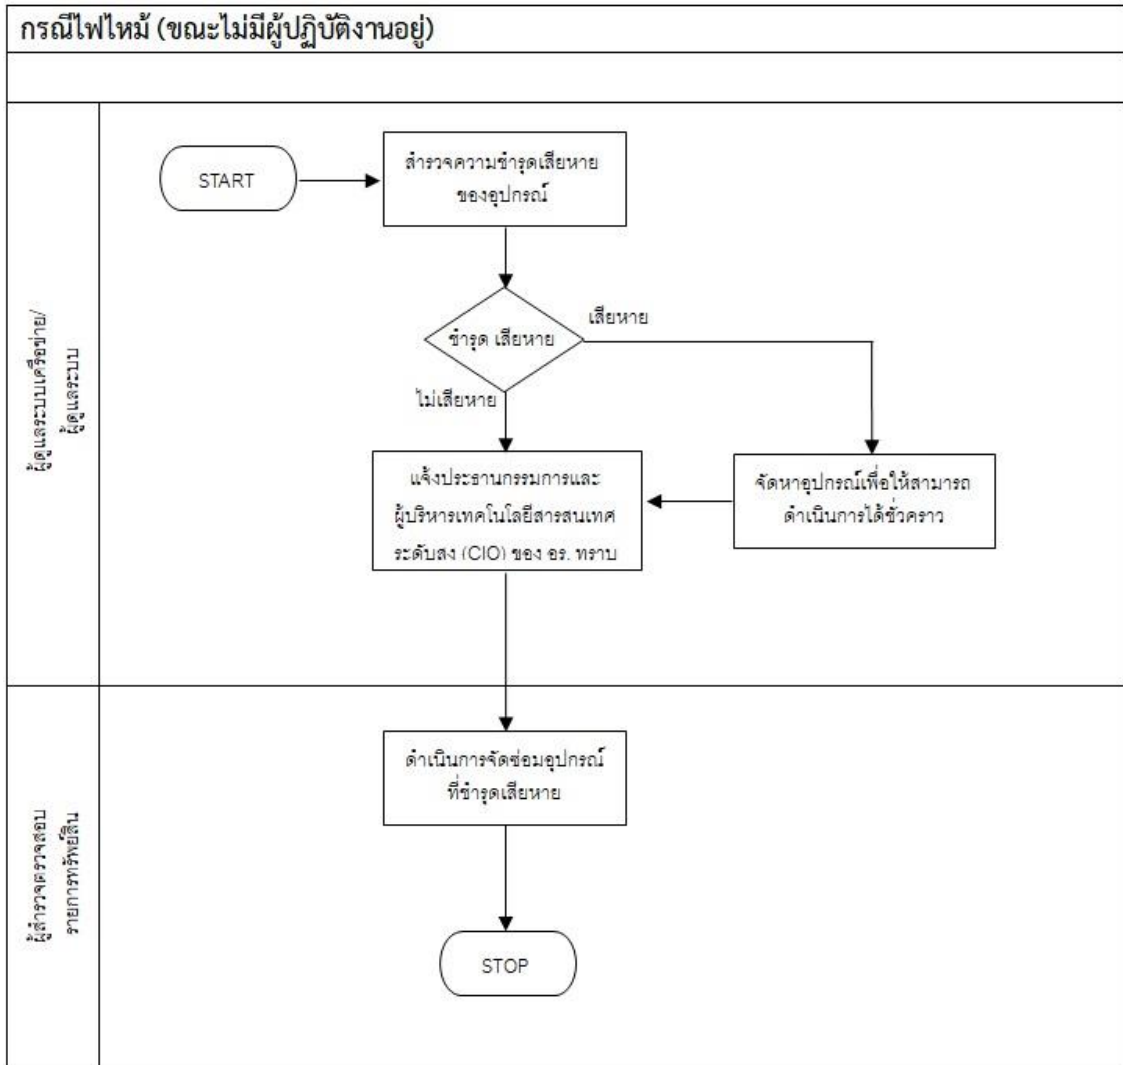 กรณีไฟไหม้ (ขณะไม่มีผู้ปฏิบัติงานอยู่)
ผู้ดูแลระบบเครือข่าย/
ผู้ดูแลระบบ
START
สำรวจความชำรุดเสียหาย
ของอุปกรณ์
ชำรุด เสียหาย
เสียหาย
ไม่เสียหาย
แจ้งประธานกรรมการและ
ผู้บริหารเทคโนโลยีสารสนเทศ
ระดับสง (CIO) ของ อร. ทราบ
จัดหาอุปกรณ์เพื่อให้สามารถ
ดำเนินการได้ชั่วคราว
ผู้สำรวจตรวจสอบ
รายการทรัพย์สิน
ดำเนินการจัดซ่อมอุปกรณ์
ที่ชำรุดเสียหาย
STOP